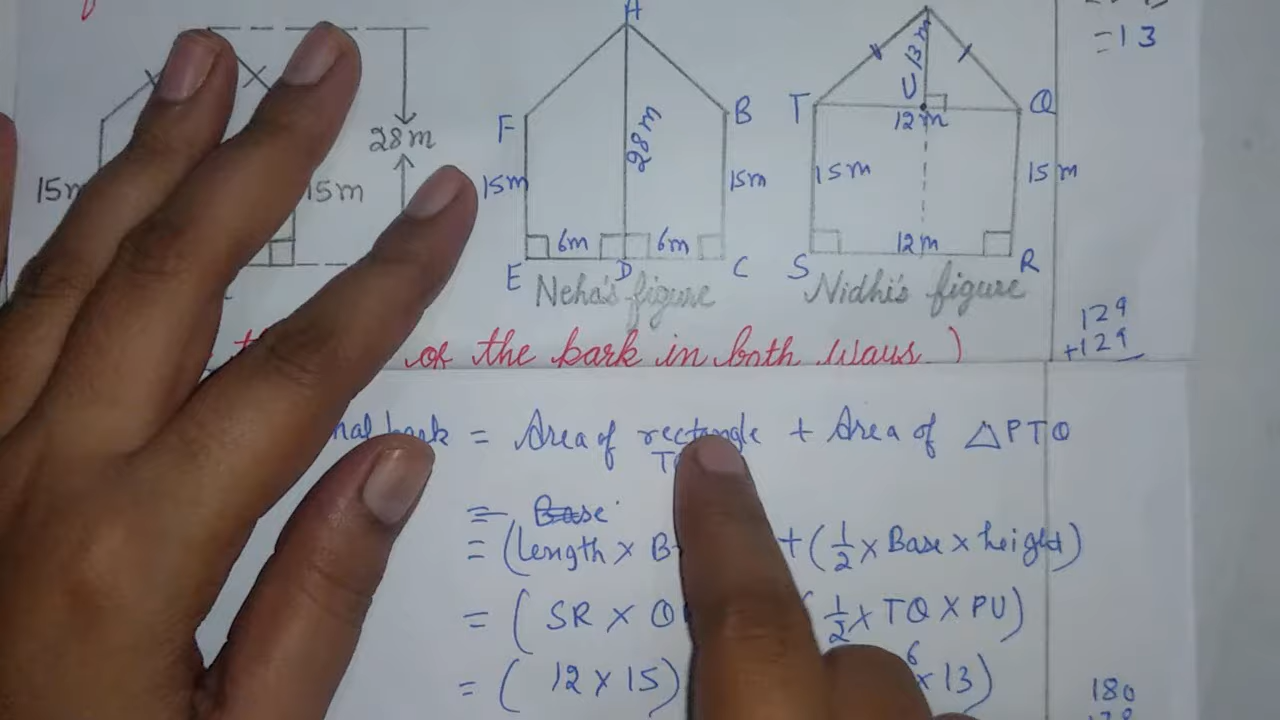 = 13
A
28m
F
B
T
U
13m
Q
12m
15m
15m
15m
28m
15m
15m
15m
6m
6m
12m
E
D
C
S
R
Neha's figure
Nidhi's figure
129
+129
of the park in both ways)
= Area of rectangle + Area of △PTQ
= Base
= (length × B + (1/2 × Base × height)
= ( SR × Q 1/2 × TQ × PU)
= ( 12 × 15) 6 × 13)
180